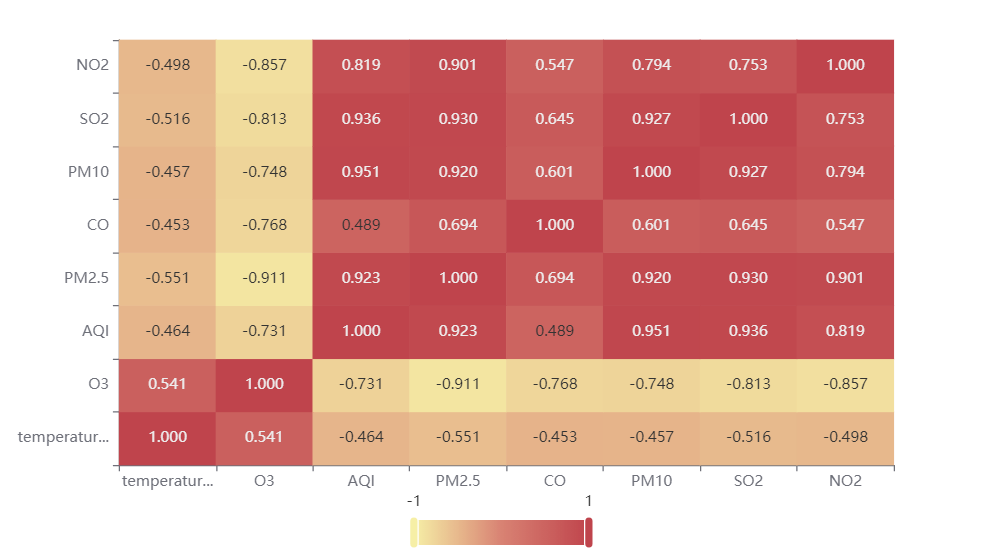 NO2 -0.498 -0.857 0.819 0.901 0.547 0.794 0.753 1.000
SO2 -0.516 -0.813 0.936 0.930 0.645 0.927 1.000 0.753
PM10 -0.457 -0.748 0.951 0.920 0.601 1.000 0.927 0.794
CO -0.453 -0.768 0.489 0.694 1.000 0.601 0.645 0.547
PM2.5 -0.551 -0.911 0.923 1.000 0.694 0.920 0.930 0.901
AQI -0.464 -0.731 1.000 0.923 0.489 0.951 0.936 0.819
O3 0.541 1.000 -0.731 -0.911 -0.768 -0.748 -0.813 -0.857
temperatur... 1.000 0.541 -0.464 -0.551 -0.453 -0.457 -0.516 -0.498
temperatur... O3 AQI PM2.5 CO PM10 SO2 NO2
-1 1